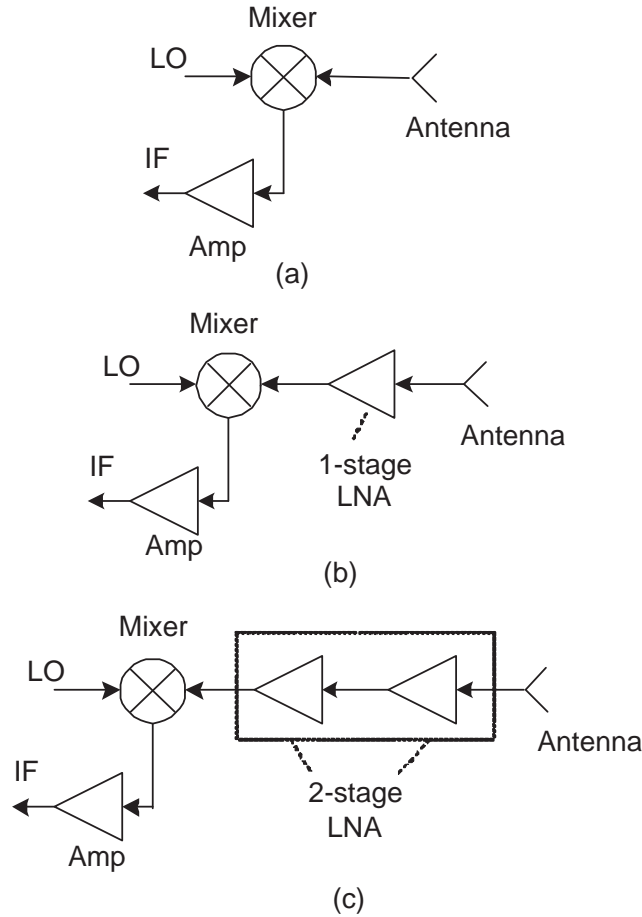 Mixer
LO
Antenna
IF
Amp
(a)
Mixer
LO
Antenna
1-stage
LNA
IF
Amp
(b)
Mixer
LO
Antenna
IF
2-stage
LNA
Amp
(c)